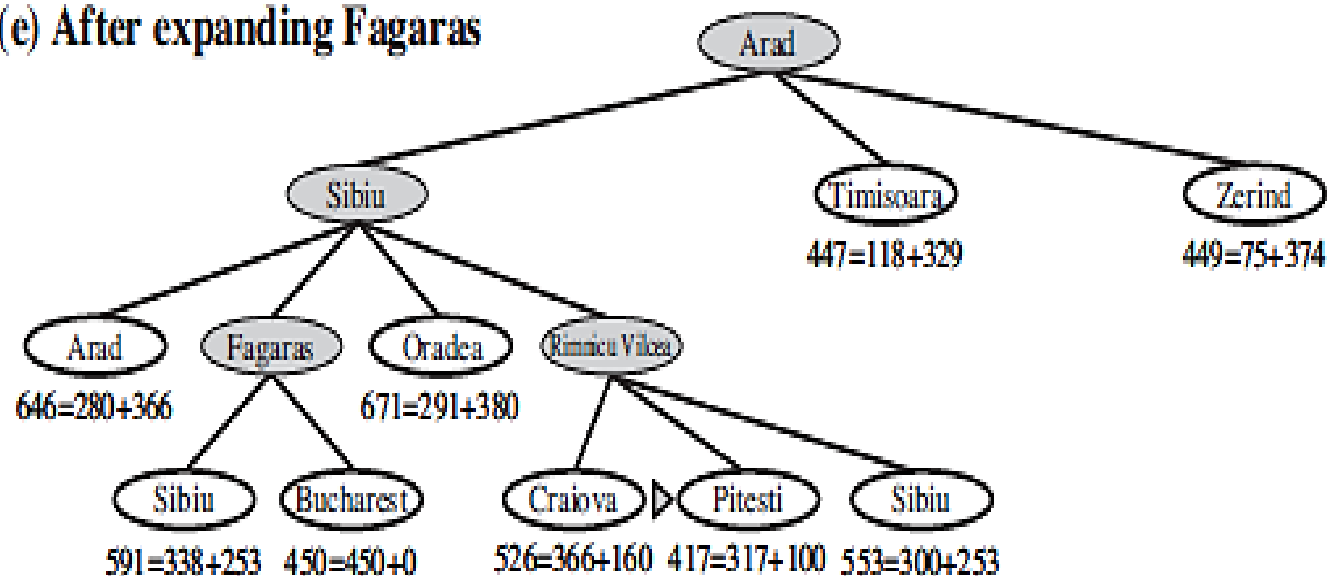 (e) After expanding Fagaras
Arad
Sibiu
Timisoara
Zerind
447=118+329
449=75+374
Arad
Fagaras
Oradea
Rimnicu Vilcea
646=280+366
671=291+380
Sibiu
Bucharest
Craiova
Pitesti
Sibiu
591=338+253
450=450+0
526=366+160
417=317+100
553=300+253